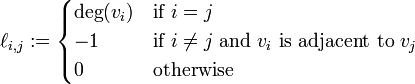 ℓ_{i,j} := { deg(v_i) if i = j
−1 if i ≠ j and v_i is adjacent to v_j
0 otherwise